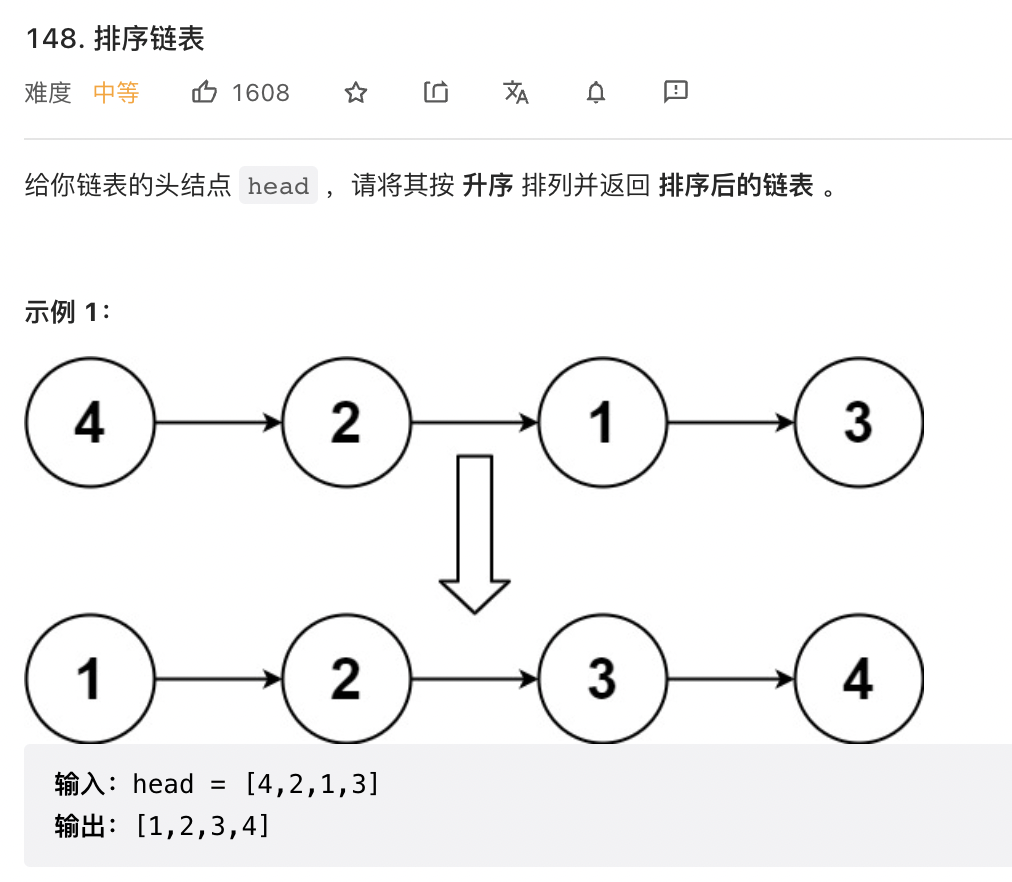 148. 排序链表
难度 中等 1608
给你链表的头结点 head ，请将其按 升序 排列并返回 排序后的链表 。
示例 1：
4 2 1 3
1 2 3 4
输入：head = [4,2,1,3]
输出：[1,2,3,4]